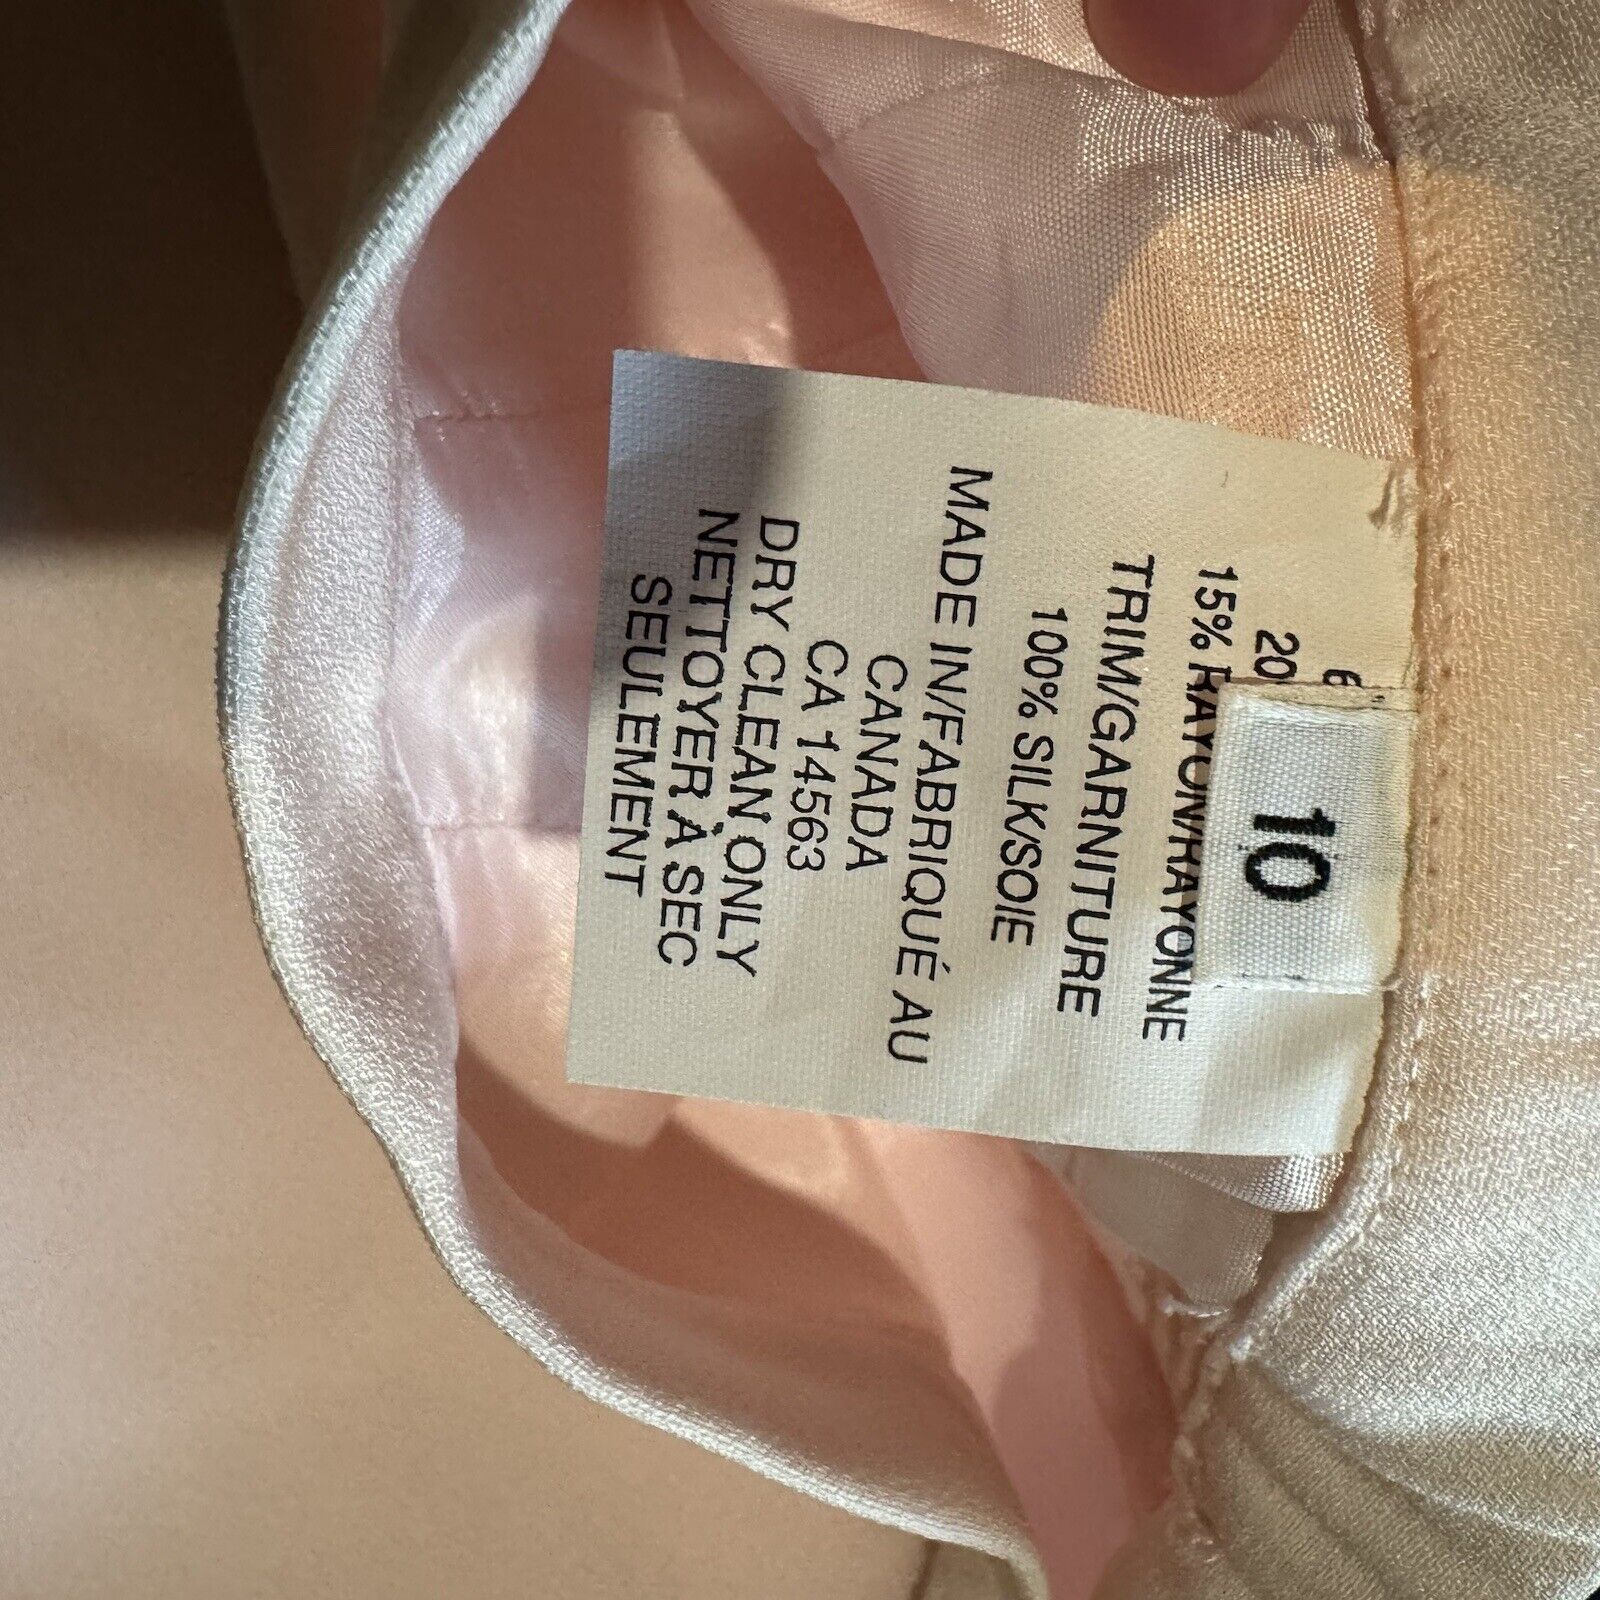 20
15% RAYON/RAYONNE
TRIM/GARNITURE
100% SILK/SOIE
MADE IN/FABRIQUÉ AU
CANADA
CA 14563
DRY CLEAN ONLY
NETTOYER À SEC
SEULEMENT
10